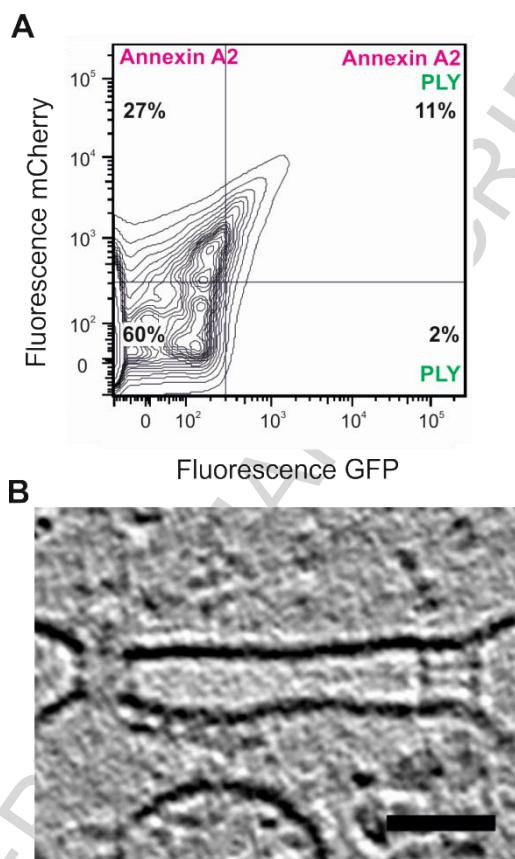 A
Annexin A2 Annexin A2
PLY
27% 11%
60% 2%
PLY
Fluorescence mCherry
10⁵
10⁴
10³
10²
0
0 10² 10³ 10⁴ 10⁵
Fluorescence GFP
B